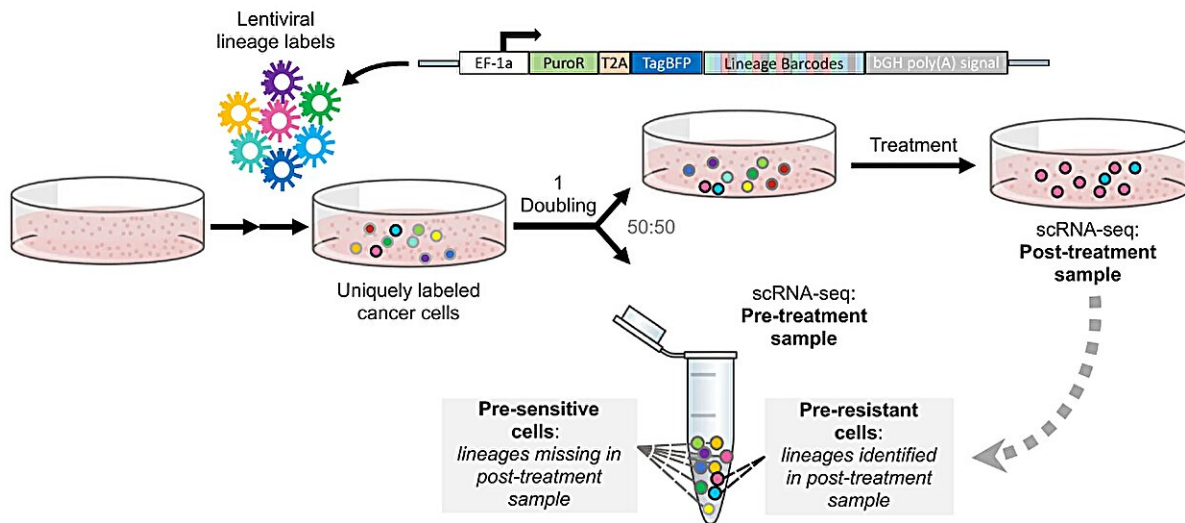 Lentiviral
lineage labels
EF-1a PuroR T2A TagBFP Lineage Barcodes bGH poly(A) signal
1
Doubling
50:50
Treatment
Uniquely labeled
cancer cells
scRNA-seq:
Pre-treatment
sample
scRNA-seq:
Post-treatment
sample
Pre-sensitive
cells:
lineages missing in
post-treatment
sample
Pre-resistant
cells:
lineages identified
in post-treatment
sample